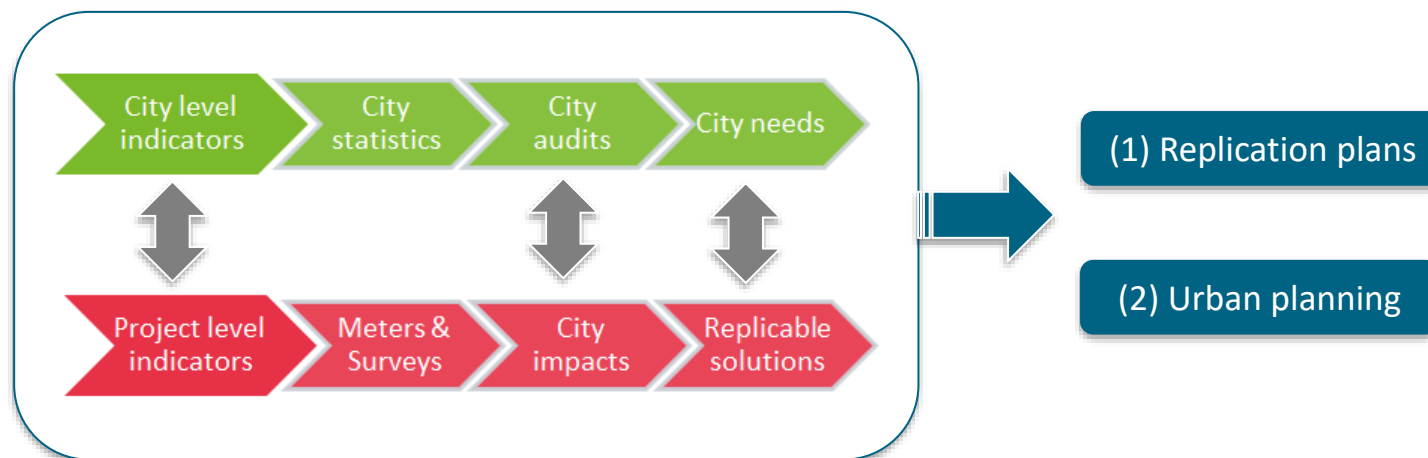 City level
indicators
City
statistics
City
audits
City needs
Project level
indicators
Meters &
Surveys
City
impacts
Replicable
solutions
(1) Replication plans
(2) Urban planning